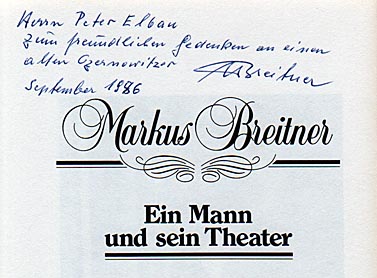 Herrn Peter Elbau
zum freundlichen Gedenken an einen
alten Czernowitzer MBreitner
September 1986
Markus Breitner
Ein Mann
und sein Theater